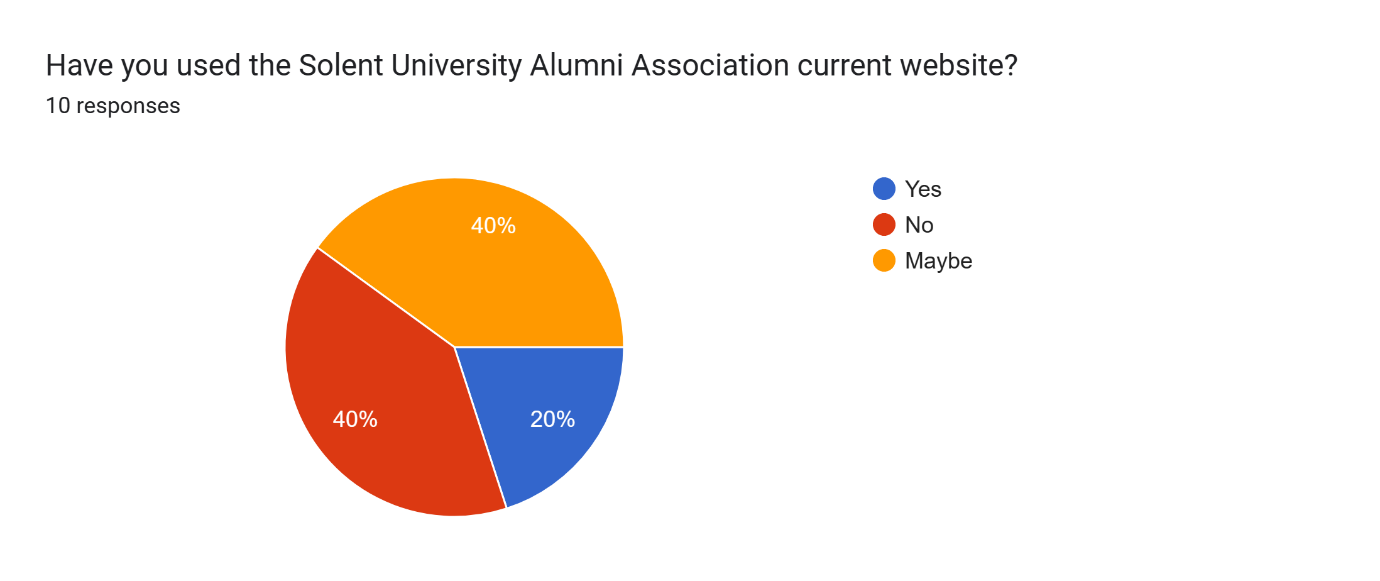 Have you used the Solent University Alumni Association current website?
10 responses
Yes
No
Maybe
40%
40%
20%